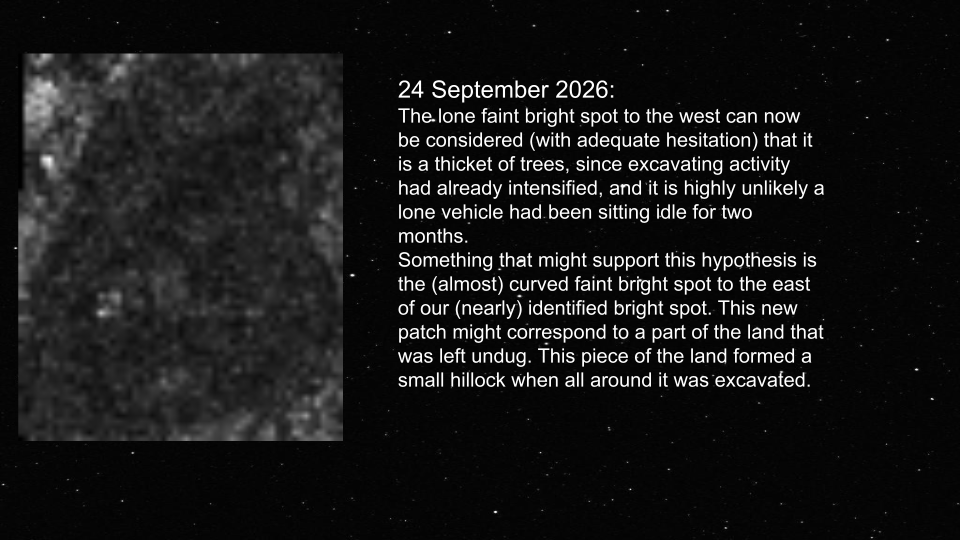 24 September 2026:
The lone faint bright spot to the west can now
be considered (with adequate hesitation) that it
is a thicket of trees, since excavating activity
had already intensified, and it is highly unlikely a
lone vehicle had been sitting idle for two
months.
Something that might support this hypothesis is
the (almost) curved faint bright spot to the east
of our (nearly) identified bright spot. This new
patch might correspond to a part of the land that
was left undug. This piece of the land formed a
small hillock when all around it was excavated.